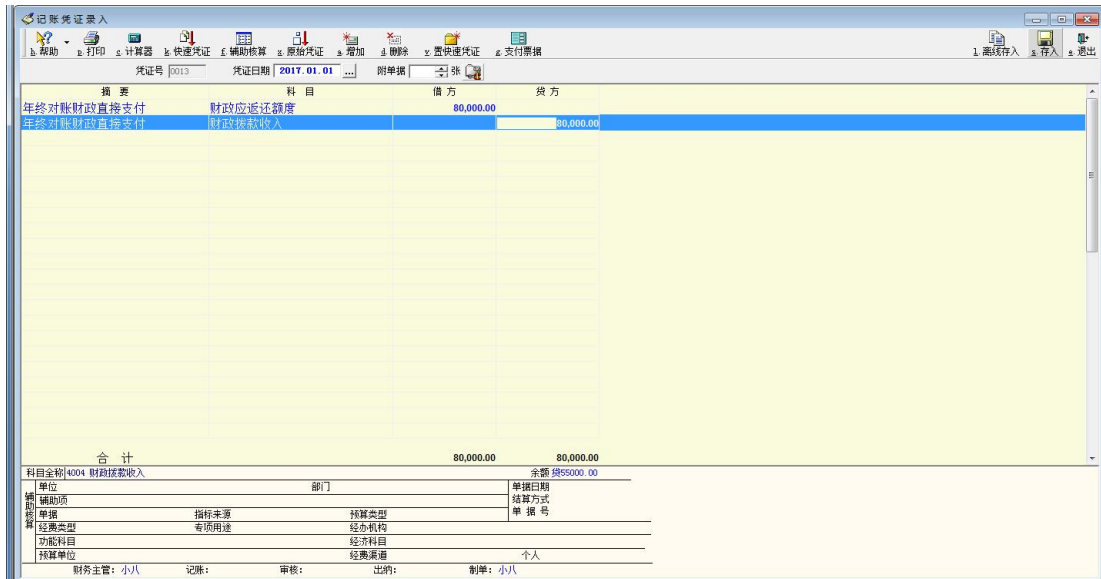 记账凭证录入
h.帮助 p.打印 c.计算器 k.快速凭证 f.辅助核算 x.原始凭证 a.增加 d.删除 v.置快速凭证 z.支付票据 l.离线存入 s.存入 e.退出
凭证号 0013 凭证日期 2017.01.01 ... 附单据 张
摘 要 科 目 借 方 贷 方
年终对账财政直接支付 财政应返还额度 80,000.00
年终对账财政直接支付 财政拨款收入 80,000.00
合 计 80,000.00 80,000.00
科目全称 4004 财政拨款收入 余额 贷55000.00
辅助核算
单位 部门 单据日期
辅助项 结算方式
单据 指标来源 预算类型 单 据 号
经费类型 专项用途 经办机构
功能科目 经济科目
预算单位 经费渠道 个人
财务主管: 小八 记账: 审核: 出纳: 制单: 小八